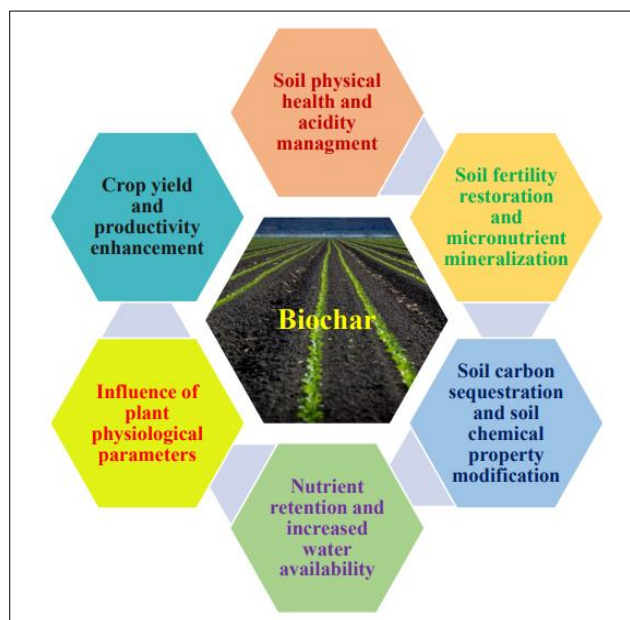 Soil physical
health and
acidity
managment
Soil fertility
restoration
and
micronutrient
mineralization
Soil carbon
sequestration
and soil
chemical
property
modification
Nutrient
retention and
increased
water
availability
Influence of
plant
physiological
parameters
Crop yield
and
productivity
enhancement
Biochar